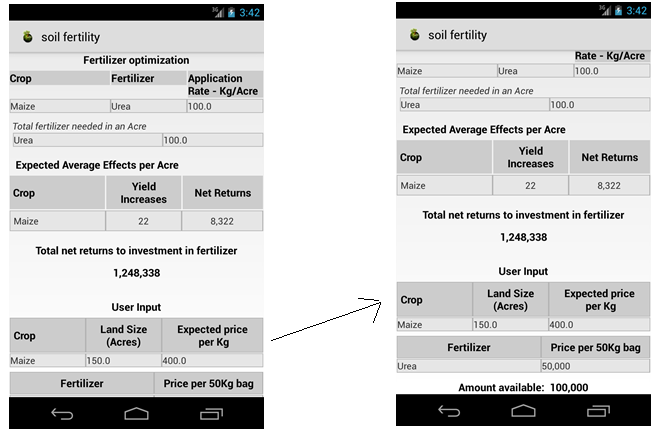 3G 3:42
soil fertility
Fertilizer optimization
Crop Fertilizer Application
Rate - Kg/Acre
Maize Urea 100.0
Total fertilizer needed in an Acre
Urea 100.0
Expected Average Effects per Acre
Crop Yield
Increases Net Returns
Maize 22 8,322
Total net returns to investment in fertilizer
1,248,338
User Input
Crop Land Size
(Acres) Expected price
per Kg
Maize 150.0 400.0
Fertilizer Price per 50Kg bag
3G 3:42
soil fertility
Rate - Kg/Acre
Maize Urea 100.0
Total fertilizer needed in an Acre
Urea 100.0
Expected Average Effects per Acre
Crop Yield
Increases Net Returns
Maize 22 8,322
Total net returns to investment in fertilizer
1,248,338
User Input
Crop Land Size
(Acres) Expected price
per Kg
Maize 150.0 400.0
Fertilizer Price per 50Kg bag
Urea 50,000
Amount available: 100,000